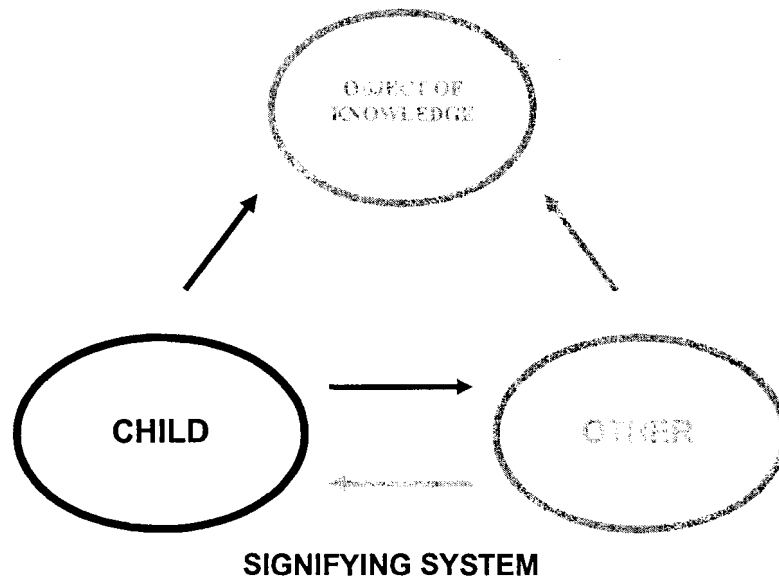 OBJECT OF
KNOWLEDGE
CHILD
OTHER
SIGNIFYING SYSTEM